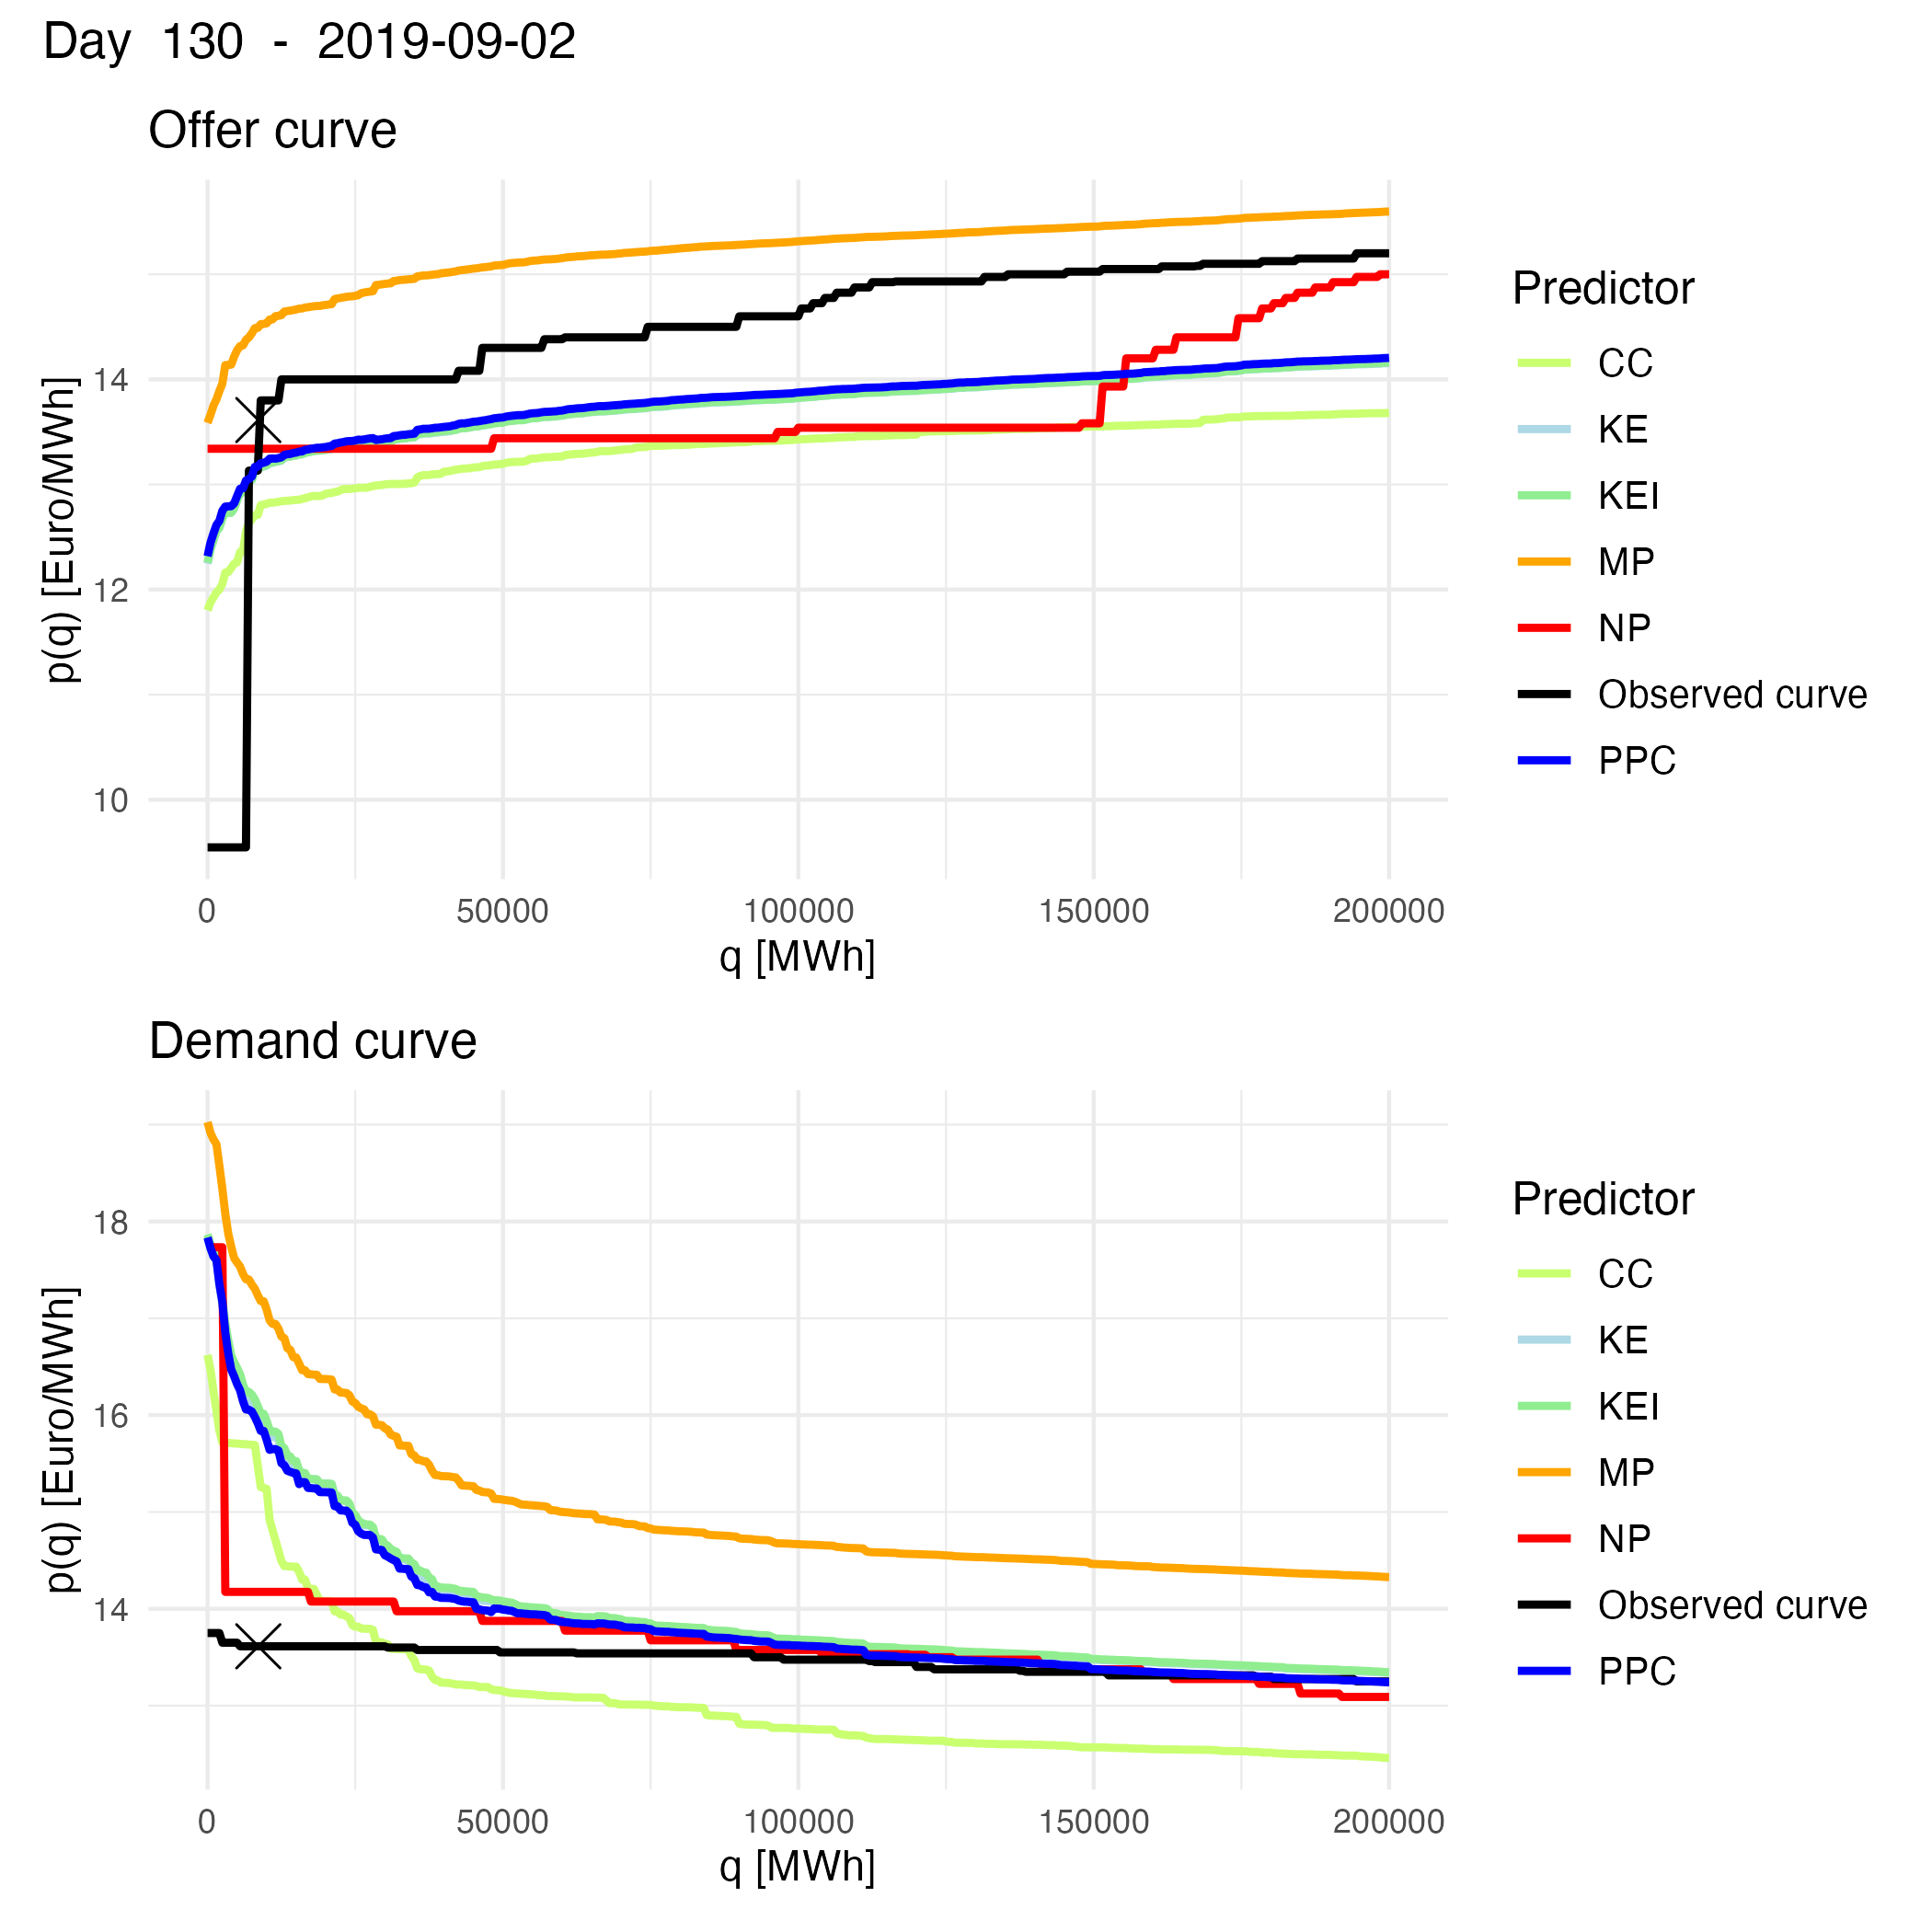 Day 130 - 2019-09-02
Offer curve
p(q) [Euro/MWh]
14
12
10
0 50000 100000 150000 200000
q [MWh]
Predictor
CC
KE
KEI
MP
NP
Observed curve
PPC
Demand curve
p(q) [Euro/MWh]
18
16
14
0 50000 100000 150000 200000
q [MWh]
Predictor
CC
KE
KEI
MP
NP
Observed curve
PPC